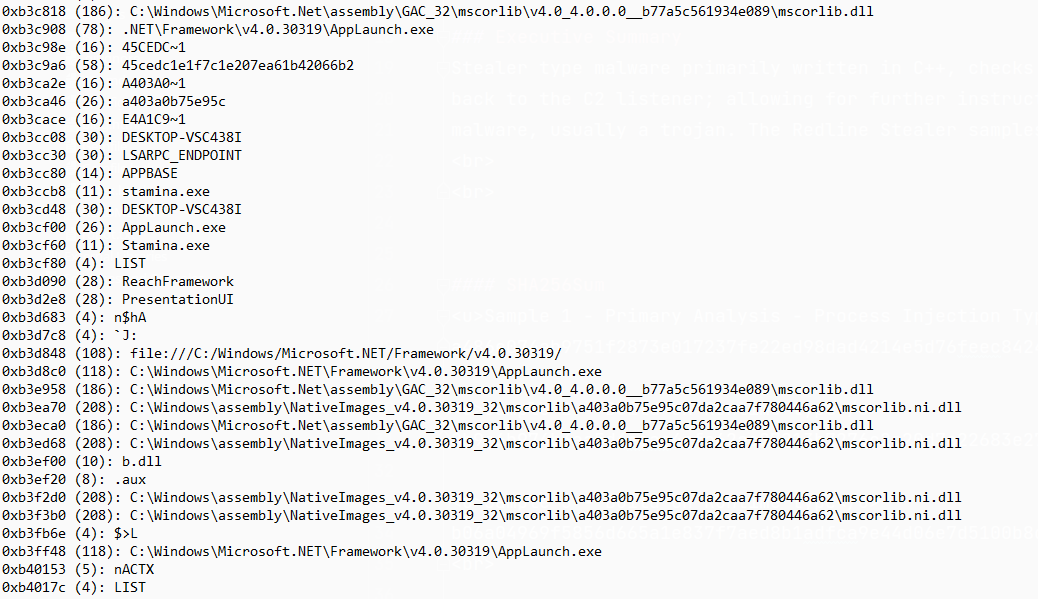 0xb3c818 (186): C:\Windows\Microsoft.Net\assembly\GAC_32\mscorlib\v4.0_4.0.0.0__b77a5c561934e089\mscorlib.dll
0xb3c908 (78): .NET\Framework\v4.0.30319\AppLaunch.exe
0xb3c98e (16): 45CEDC~1
0xb3c9a6 (58): 45cedc1e1f7c1e207ea61b42066b2
0xb3ca2e (16): A403A0~1
0xb3ca46 (26): a403a0b75e95c
0xb3cace (16): E4A1C9~1
0xb3cc08 (30): DESKTOP-VSC438I
0xb3cc30 (30): LSARPC_ENDPOINT
0xb3cc80 (14): APPBASE
0xb3ccb8 (11): stamina.exe
0xb3cd48 (30): DESKTOP-VSC438I
0xb3cf00 (26): AppLaunch.exe
0xb3cf60 (11): Stamina.exe
0xb3cf80 (4): LIST
0xb3d090 (28): ReachFramework
0xb3d2e8 (28): PresentationUI
0xb3d683 (4): n$hA
0xb3d7c8 (4): `J:
0xb3d848 (108): file:///C:/Windows/Microsoft.NET/Framework/v4.0.30319/
0xb3d8c0 (118): C:\Windows\Microsoft.NET\Framework\v4.0.30319\AppLaunch.exe
0xb3e958 (186): C:\Windows\Microsoft.Net\assembly\GAC_32\mscorlib\v4.0_4.0.0.0__b77a5c561934e089\mscorlib.dll
0xb3ea70 (208): C:\Windows\assembly\NativeImages_v4.0.30319_32\mscorlib\a403a0b75e95c07da2caa7f780446a62\mscorlib.ni.dll
0xb3eca0 (186): C:\Windows\Microsoft.Net\assembly\GAC_32\mscorlib\v4.0_4.0.0.0__b77a5c561934e089\mscorlib.dll
0xb3ed68 (208): C:\Windows\assembly\NativeImages_v4.0.30319_32\mscorlib\a403a0b75e95c07da2caa7f780446a62\mscorlib.ni.dll
0xb3ef00 (10): b.dll
0xb3ef20 (8): .aux
0xb3f2d0 (208): C:\Windows\assembly\NativeImages_v4.0.30319_32\mscorlib\a403a0b75e95c07da2caa7f780446a62\mscorlib.ni.dll
0xb3f3b0 (208): C:\Windows\assembly\NativeImages_v4.0.30319_32\mscorlib\a403a0b75e95c07da2caa7f780446a62\mscorlib.ni.dll
0xb3fb6e (4): $>L
0xb3ff48 (118): C:\Windows\Microsoft.NET\Framework\v4.0.30319\AppLaunch.exe
0xb40153 (5): nACTX
0xb4017c (4): LIST